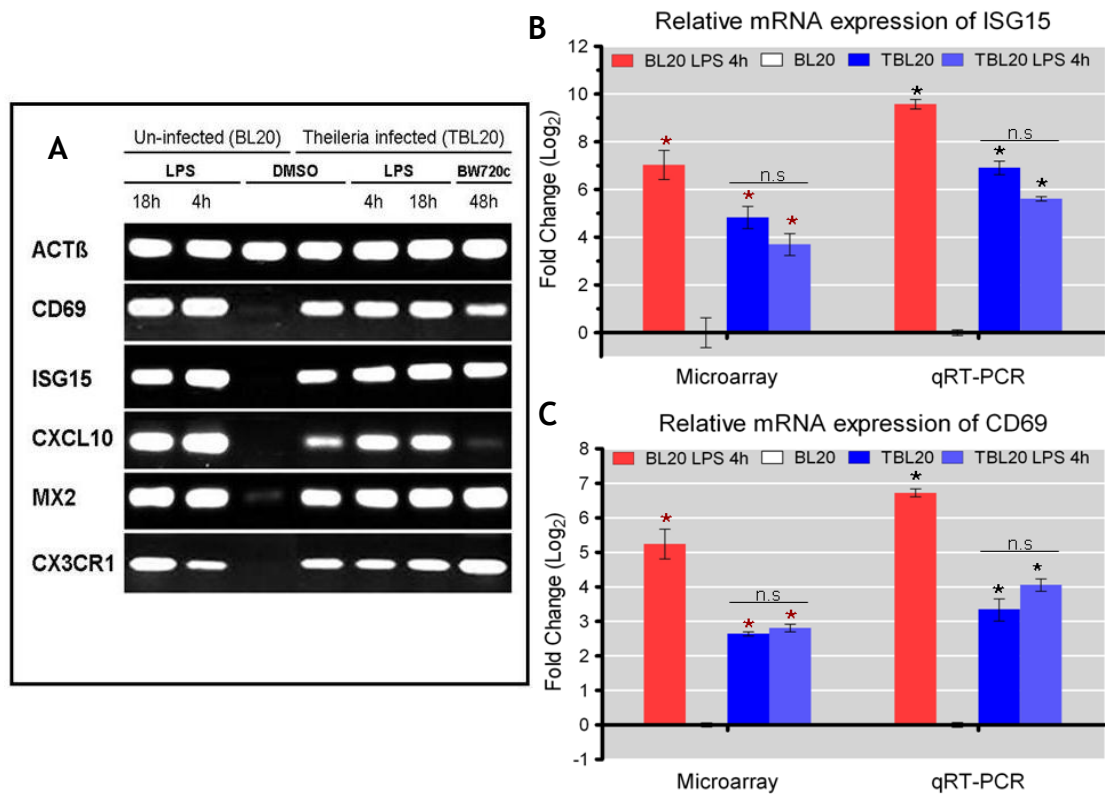 A
Un-infected (BL20) Theileria infected (TBL20)
LPS DMSO LPS BW720c
18h 4h 4h 18h 48h
ACTß
CD69
ISG15
CXCL10
MX2
CX3CR1
B
Relative mRNA expression of ISG15
BL20 LPS 4h BL20 TBL20 TBL20 LPS 4h
Fold Change (Log2)
12
10
8
6
4
2
0
* * * * * *
n.s n.s
Microarray qRT-PCR
C
Relative mRNA expression of CD69
BL20 LPS 4h BL20 TBL20 TBL20 LPS 4h
Fold Change (Log2)
8
7
6
5
4
3
2
1
0
-1
* * * * * *
n.s n.s
Microarray qRT-PCR